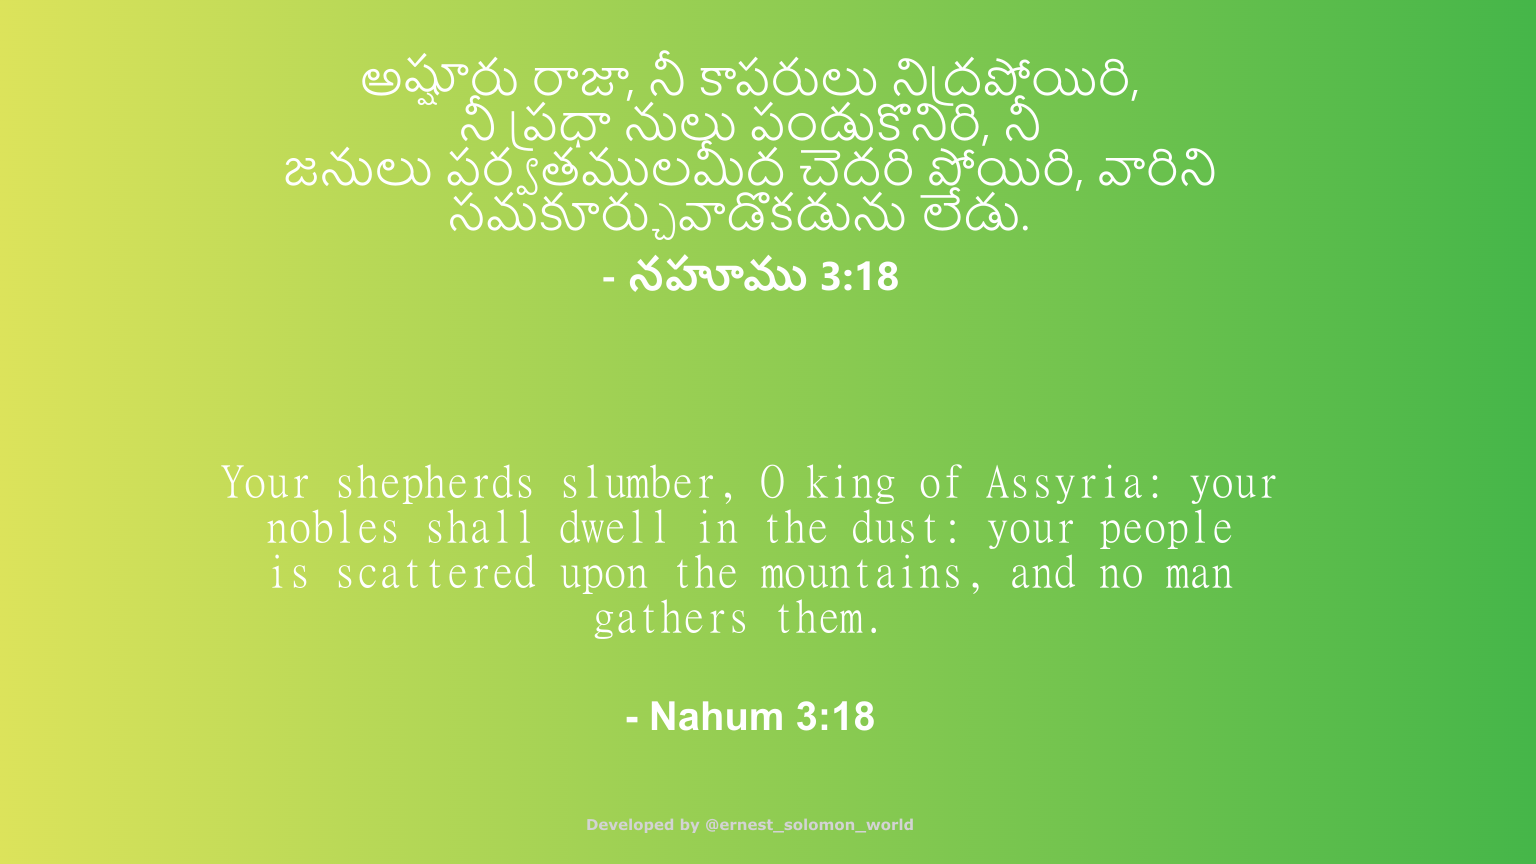 అష్షూరు రాజా, నీ కాపరులు నిద్రపోయిరి,
నీ ప్రధా నులు పండుకొనిరి, నీ
జనులు పర్వతములమీద చెదరి పోయిరి, వారిని
సమకూర్చువాడొకడును లేడు.
- నహూము 3:18
Your shepherds slumber, O king of Assyria: your
nobles shall dwell in the dust: your people
is scattered upon the mountains, and no man
gathers them.
- Nahum 3:18
Developed by @ernest_solomon_world